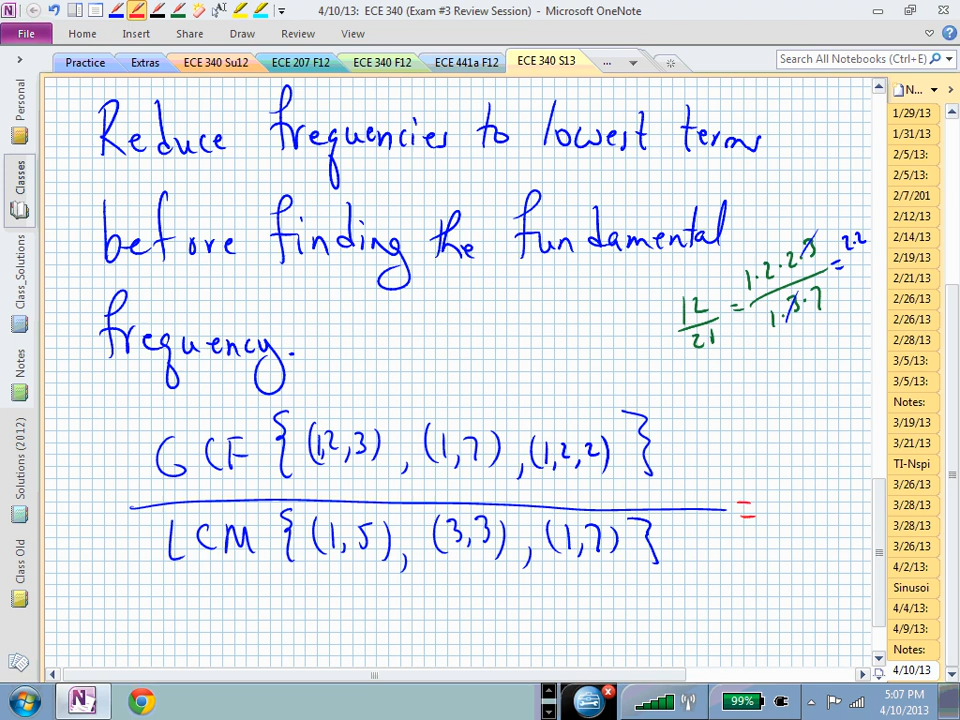 4/10/13: ECE 340 (Exam #3 Review Session) - Microsoft OneNote
File Home Insert Share Draw Review View
Practice Extras ECE 340 Su12 ECE 207 F12 ECE 340 F12 ECE 441a F12 ECE 340 S13 ... Search All Notebooks (Ctrl+E)
Personal
Classes
Class_Solutions
Notes
Solutions (2012)
Class Old
Reduce frequencies to lowest terms
before finding the fundamental
frequency.
12/21 = 1·2·2·3/1·3·7 = 2·2
GCF {(1,2,3), (1,7), (1,2,2)}
LCM {(1,5), (3,3), (1,7)} =
N...
1/29/13
1/31/13
2/5/13:
2/5/13:
2/7/201
2/12/13
2/14/13
2/19/13
2/21/13
2/26/13
2/26/13
2/28/13
3/5/13:
3/5/13:
Notes:
3/19/13
3/21/13
TI-Nspi
3/26/13
3/28/13
3/28/13
3/26/13
4/2/13:
Sinusoi
4/4/13:
4/9/13:
Notes:
4/10/13
99% 5:07 PM
4/10/2013